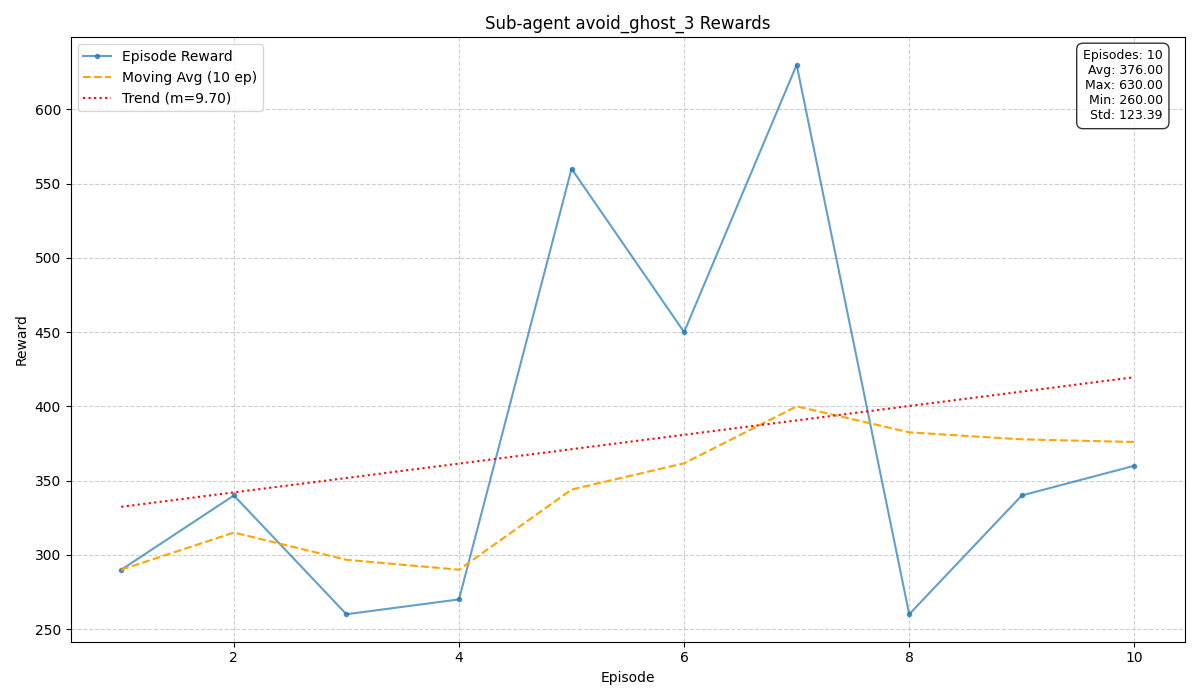 Sub-agent avoid_ghost_3 Rewards
Episode Reward
Moving Avg (10 ep)
Trend (m=9.70)
Episodes: 10
Avg: 376.00
Max: 630.00
Min: 260.00
Std: 123.39
Reward
600
550
500
450
400
350
300
250
2 4 6 8 10
Episode